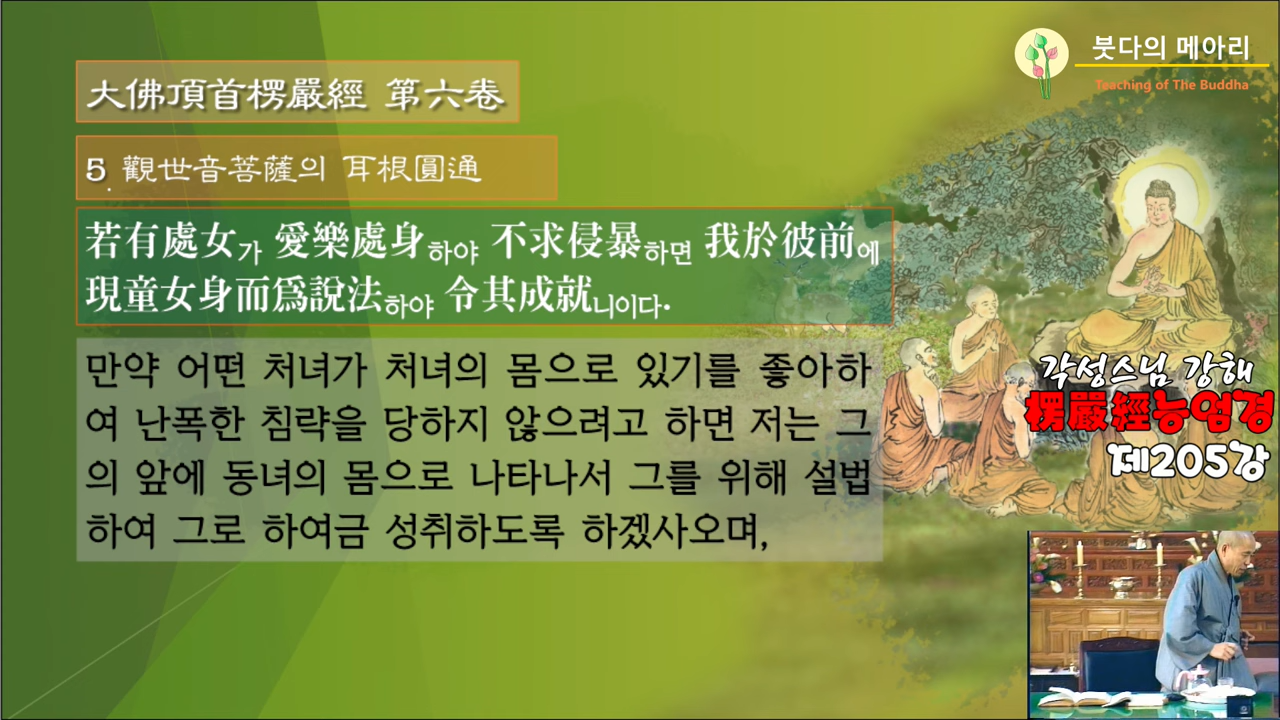 大佛頂首楞嚴經 第六卷
5. 觀世音菩薩의 耳根圓通
若有處女가 愛樂處身하야 不求侵暴하면 我於彼前에
現童女身而爲說法하야 令其成就니이다.
만약 어떤 처녀가 처녀의 몸으로 있기를 좋아하
여 난폭한 침략을 당하지 않으려고 하면 저는 그
의 앞에 동녀의 몸으로 나타나서 그를 위해 설법
하여 그로 하여금 성취하도록 하겠사오며,
붓다의 메아리
Teaching of The Buddha
각성스님 강해
楞嚴經능엄경
제205강